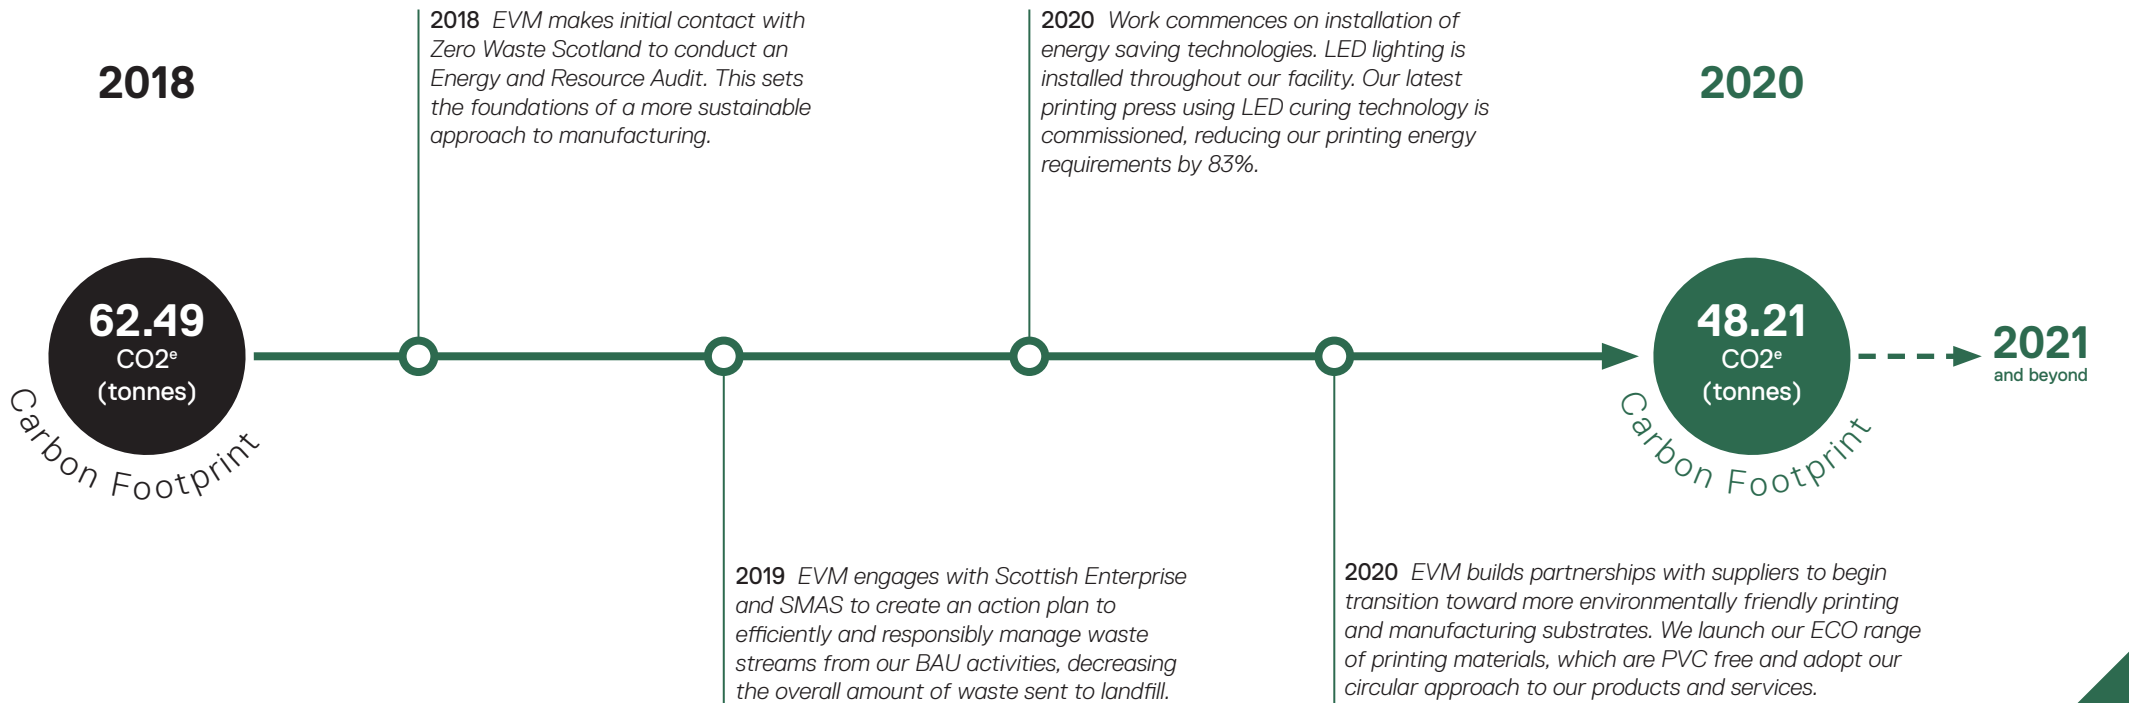 2018
2018 EVM makes initial contact with
Zero Waste Scotland to conduct an
Energy and Resource Audit. This sets
the foundations of a more sustainable
approach to manufacturing.
2020 Work commences on installation of
energy saving technologies. LED lighting is
installed throughout our facility. Our latest
printing press using LED curing technology is
commissioned, reducing our printing energy
requirements by 83%.
2020
62.49
CO2e
(tonnes)
Carbon Footprint
48.21
CO2e
(tonnes)
Carbon Footprint
2021
and beyond
2019 EVM engages with Scottish Enterprise
and SMAS to create an action plan to
efficiently and responsibly manage waste
streams from our BAU activities, decreasing
the overall amount of waste sent to landfill.
2020 EVM builds partnerships with suppliers to begin
transition toward more environmentally friendly printing
and manufacturing substrates. We launch our ECO range
of printing materials, which are PVC free and adopt our
circular approach to our products and services.